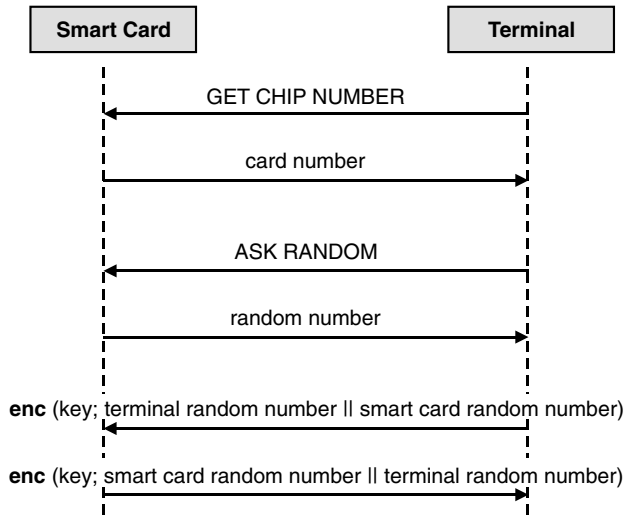 Smart Card
Terminal
GET CHIP NUMBER
card number
ASK RANDOM
random number
enc (key; terminal random number || smart card random number)
enc (key; smart card random number || terminal random number)